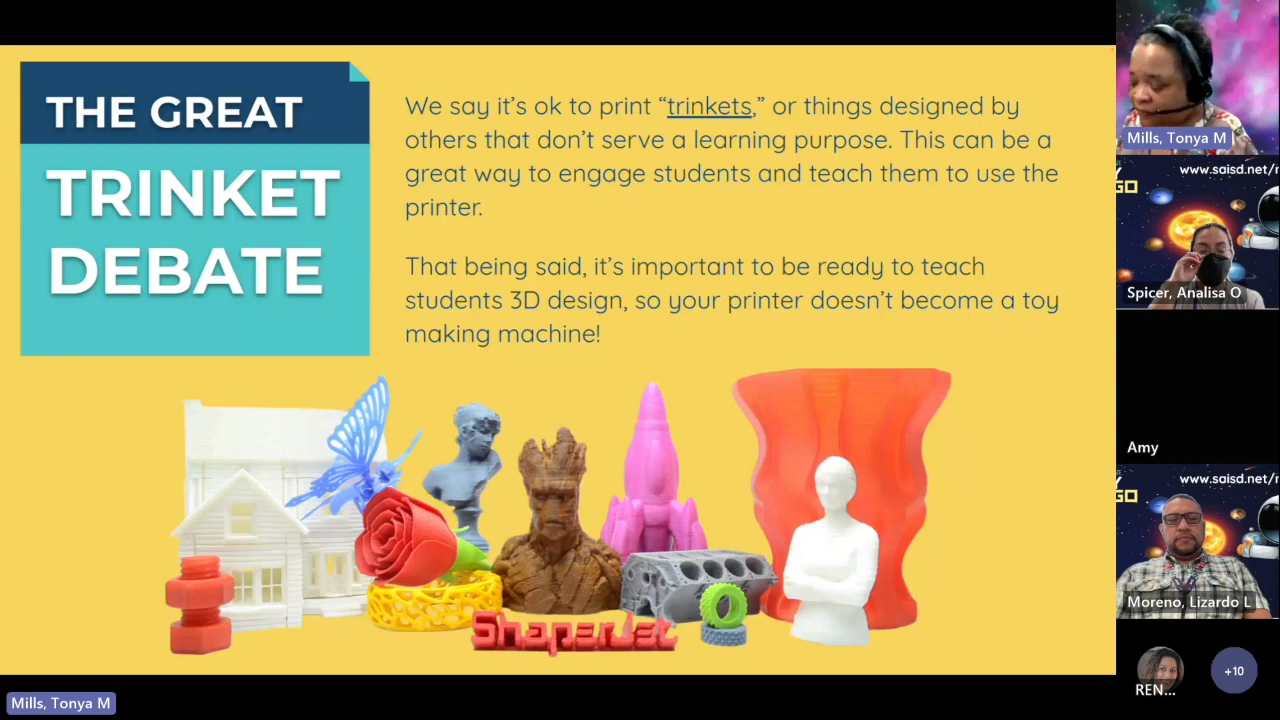 THE GREAT
TRINKET
DEBATE
We say it's ok to print “trinkets,” or things designed by
others that don't serve a learning purpose. This can be a
great way to engage students and teach them to use the
printer.
That being said, it's important to be ready to teach
students 3D design, so your printer doesn't become a toy
making machine!
ShaperJet
Mills, Tonya M
Mills, Tonya M
www.saisd.net/
GO
Spicer, Analisa O
Amy
www.saisd.net/
GO
Moreno, Lizardo L
REN...
+10